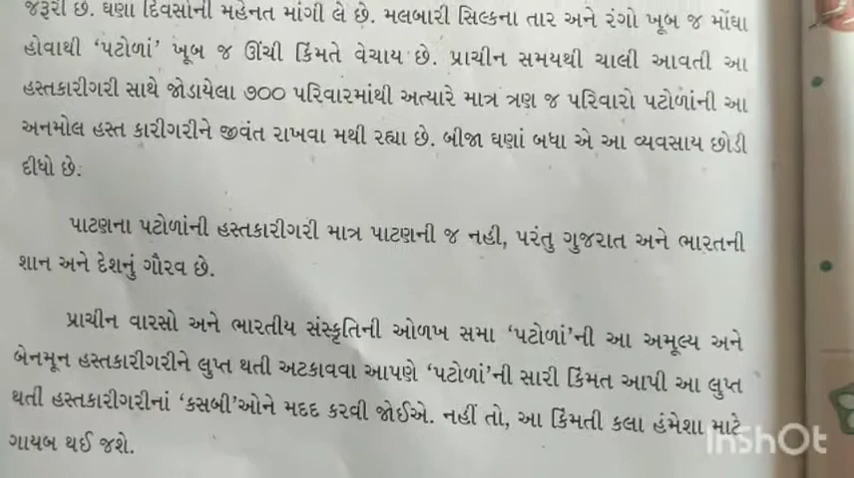 જરૂરી છે. ઘણા દિવસોની મહેનત માંગી લે છે. મલબારી સિલ્કના તાર અને રંગો ખૂબ જ મોંઘા
હોવાથી ‘પટોળાં’ ખૂબ જ ઊંચી કિંમતે વેચાય છે. પ્રાચીન સમયથી ચાલી આવતી આ
હસ્તકારીગરી સાથે જોડાયેલા ૭૦૦ પરિવારમાંથી અત્યારે માત્ર ત્રણ જ પરિવારો પટોળાંની આ
અનમોલ હસ્ત કારીગરીને જીવંત રાખવા મથી રહ્યા છે. બીજા ઘણાં બધા એ આ વ્યવસાય છોડી
દીધો છે.
પાટણના પટોળાંની હસ્તકારીગરી માત્ર પાટણની જ નહી, પરંતુ ગુજરાત અને ભારતની
શાન અને દેશનું ગૌરવ છે.
પ્રાચીન વારસો અને ભારતીય સંસ્કૃતિની ઓળખ સમા ‘પટોળાં’ની આ અમૂલ્ય અને
બેનમૂન હસ્તકારીગરીને લુપ્ત થતી અટકાવવા આપણે ‘પટોળાં’ની સારી કિંમત આપી આ લુપ્ત
થતી હસ્તકારીગરીનાં ‘કસબી’ઓને મદદ કરવી જોઈએ. નહીં તો, આ કિંમતી કલા હંમેશા માટે
ગાયબ થઈ જશે.
InShOt